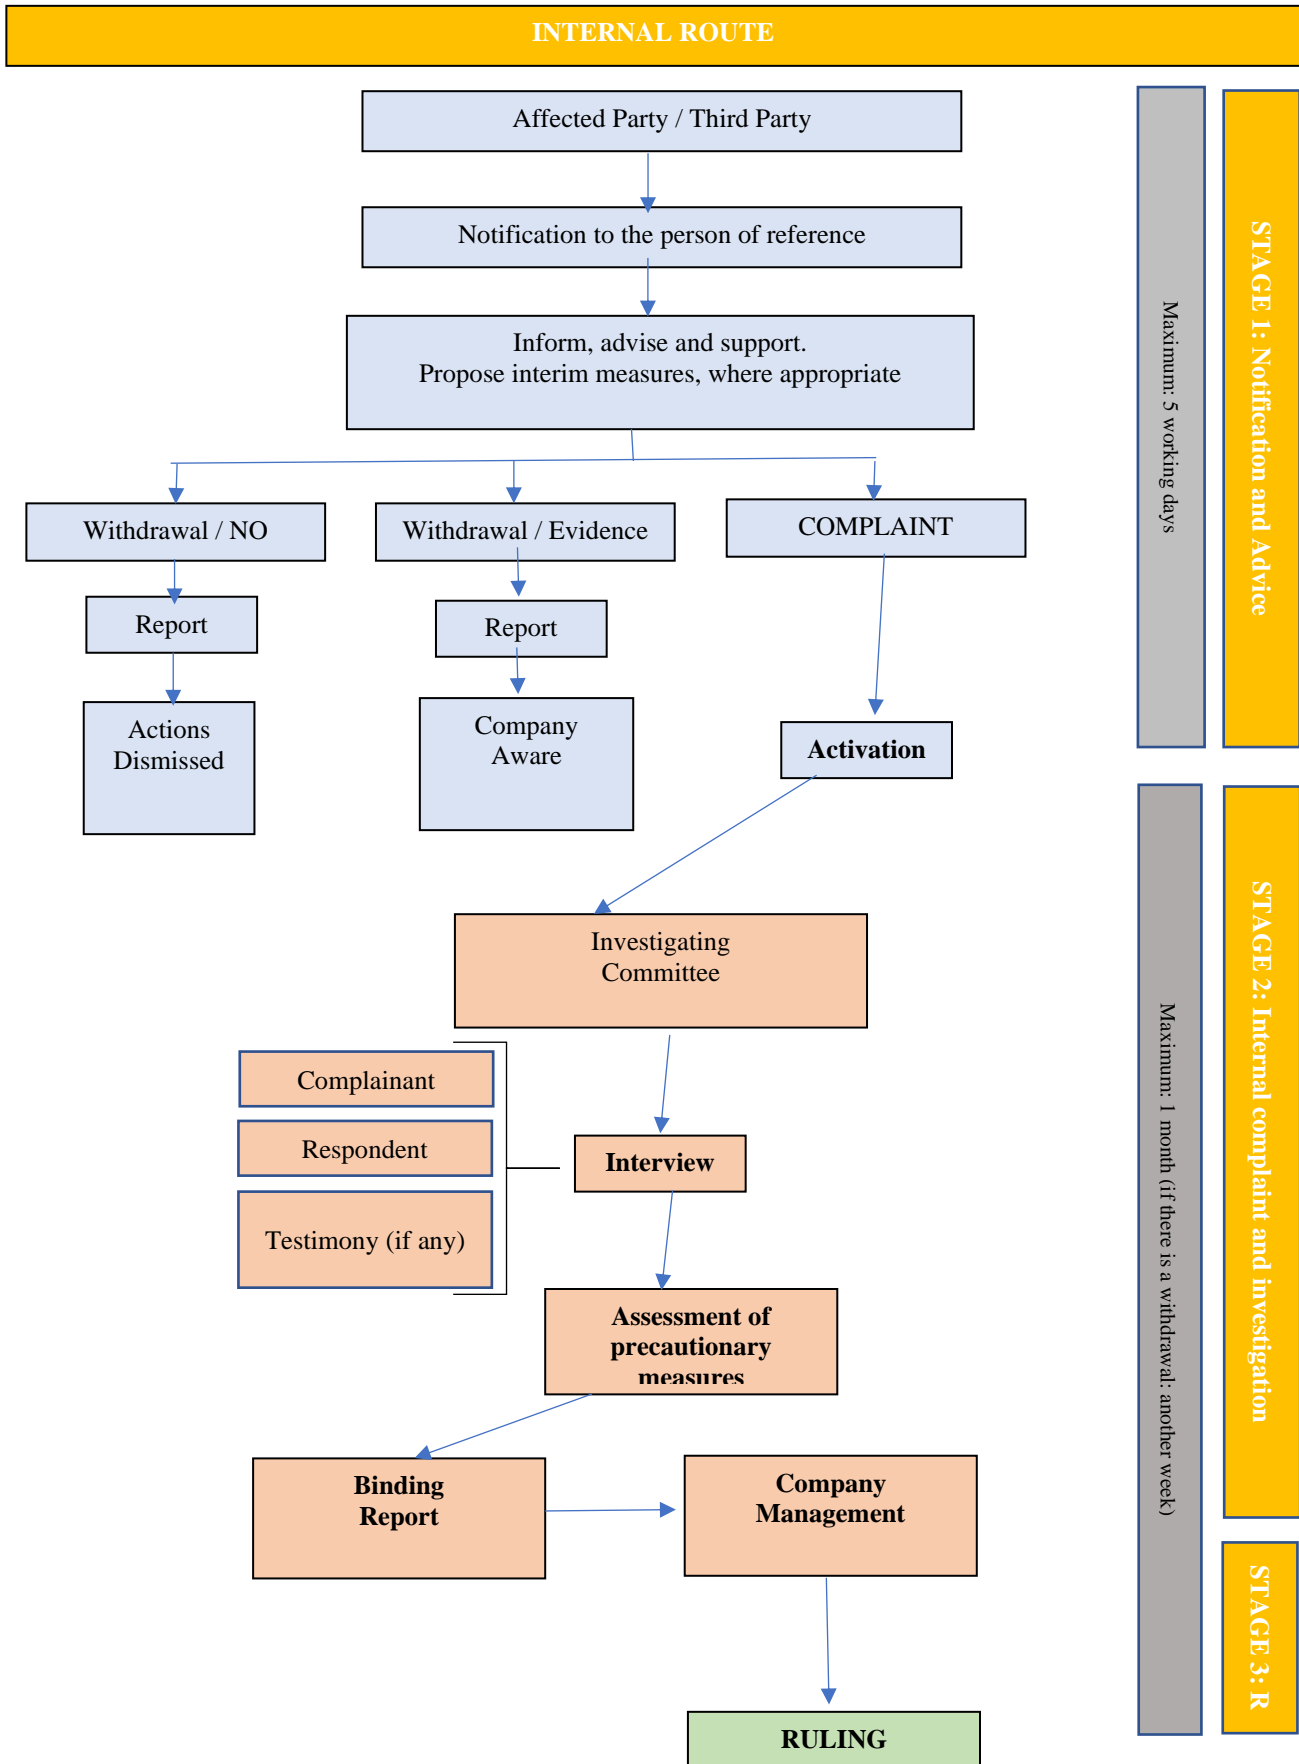 INTERNAL ROUTE
Affected Party / Third Party
Notification to the person of reference
Inform, advise and support.
Propose interim measures, where appropriate
Withdrawal / NO
Withdrawal / Evidence
COMPLAINT
Report
Report
Actions
Dismissed
Company
Aware
Activation
Maximum: 5 working days
STAGE 1: Notification and Advice
Investigating
Committee
Complainant
Respondent
Testimony (if any)
Interview
Assessment of
precautionary
measures
Binding
Report
Company
Management
RULING
Maximum: 1 month (if there is a withdrawal: another week)
STAGE 2: Internal complaint and investigation
STAGE 3: R